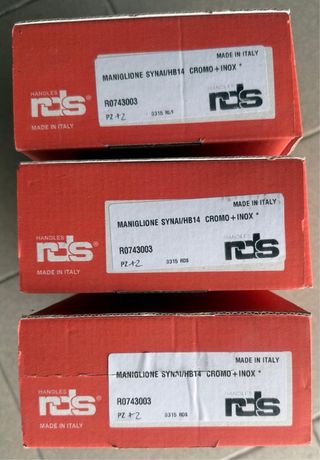 MADE IN ITALY
MANIGLIONE SYNAI/HB14 CROMO+INOX *
HANDLES
rds®
MADE IN ITALY
R0743003
PZ +2
0315 RDS
HANDLES
rds
MADE IN ITALY
MANIGLIONE SYNAI/HB14 CROMO+INOX *
HANDLES
rds®
MADE IN ITALY
R0743003
PZ +2
0315 RDS
HANDLES
rds
MADE IN ITALY
MANIGLIONE SYNAI/HB14 CROMO+INOX *
HANDLES
rds®
MADE IN ITALY
R0743003
PZ +2
0315 RDS
HANDLES
rds